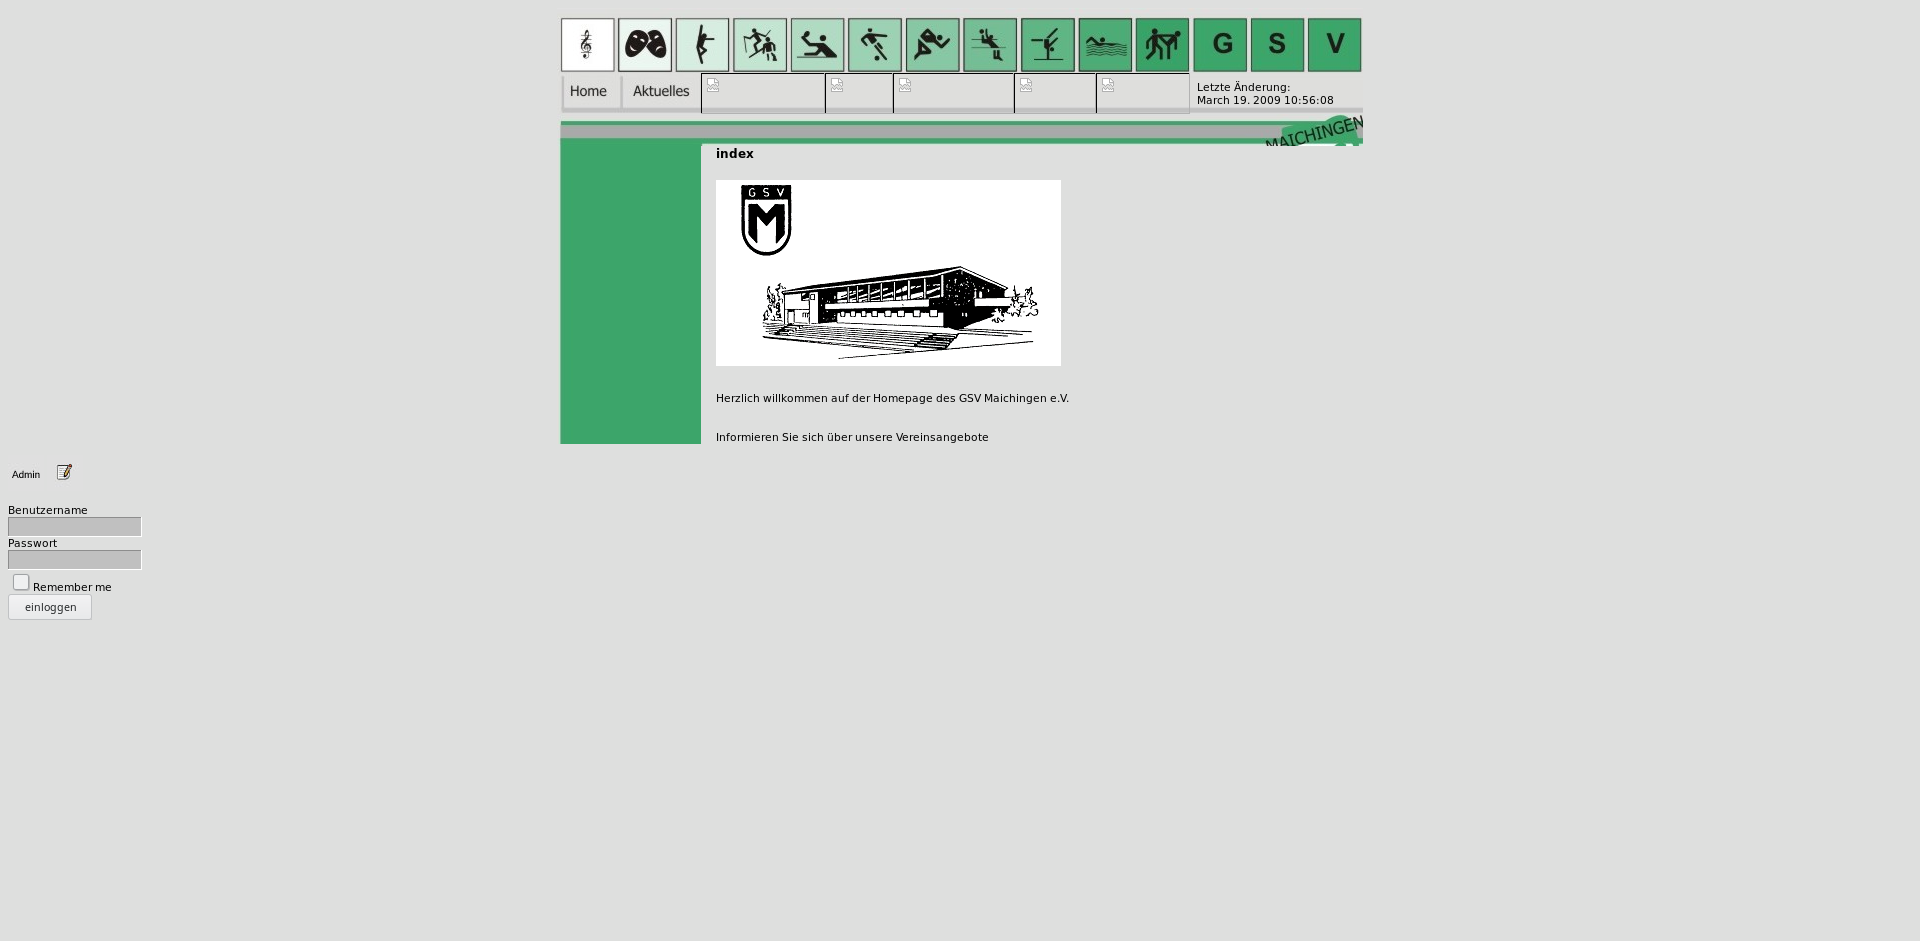 G S V
Home Aktuelles
Letzte Änderung:
March 19. 2009 10:56:08
MAICHINGEN
index
G S V
M
Herzlich willkommen auf der Homepage des GSV Maichingen e.V.
Informieren Sie sich über unsere Vereinsangebote
Admin
Benutzername
Passwort
Remember me
einloggen